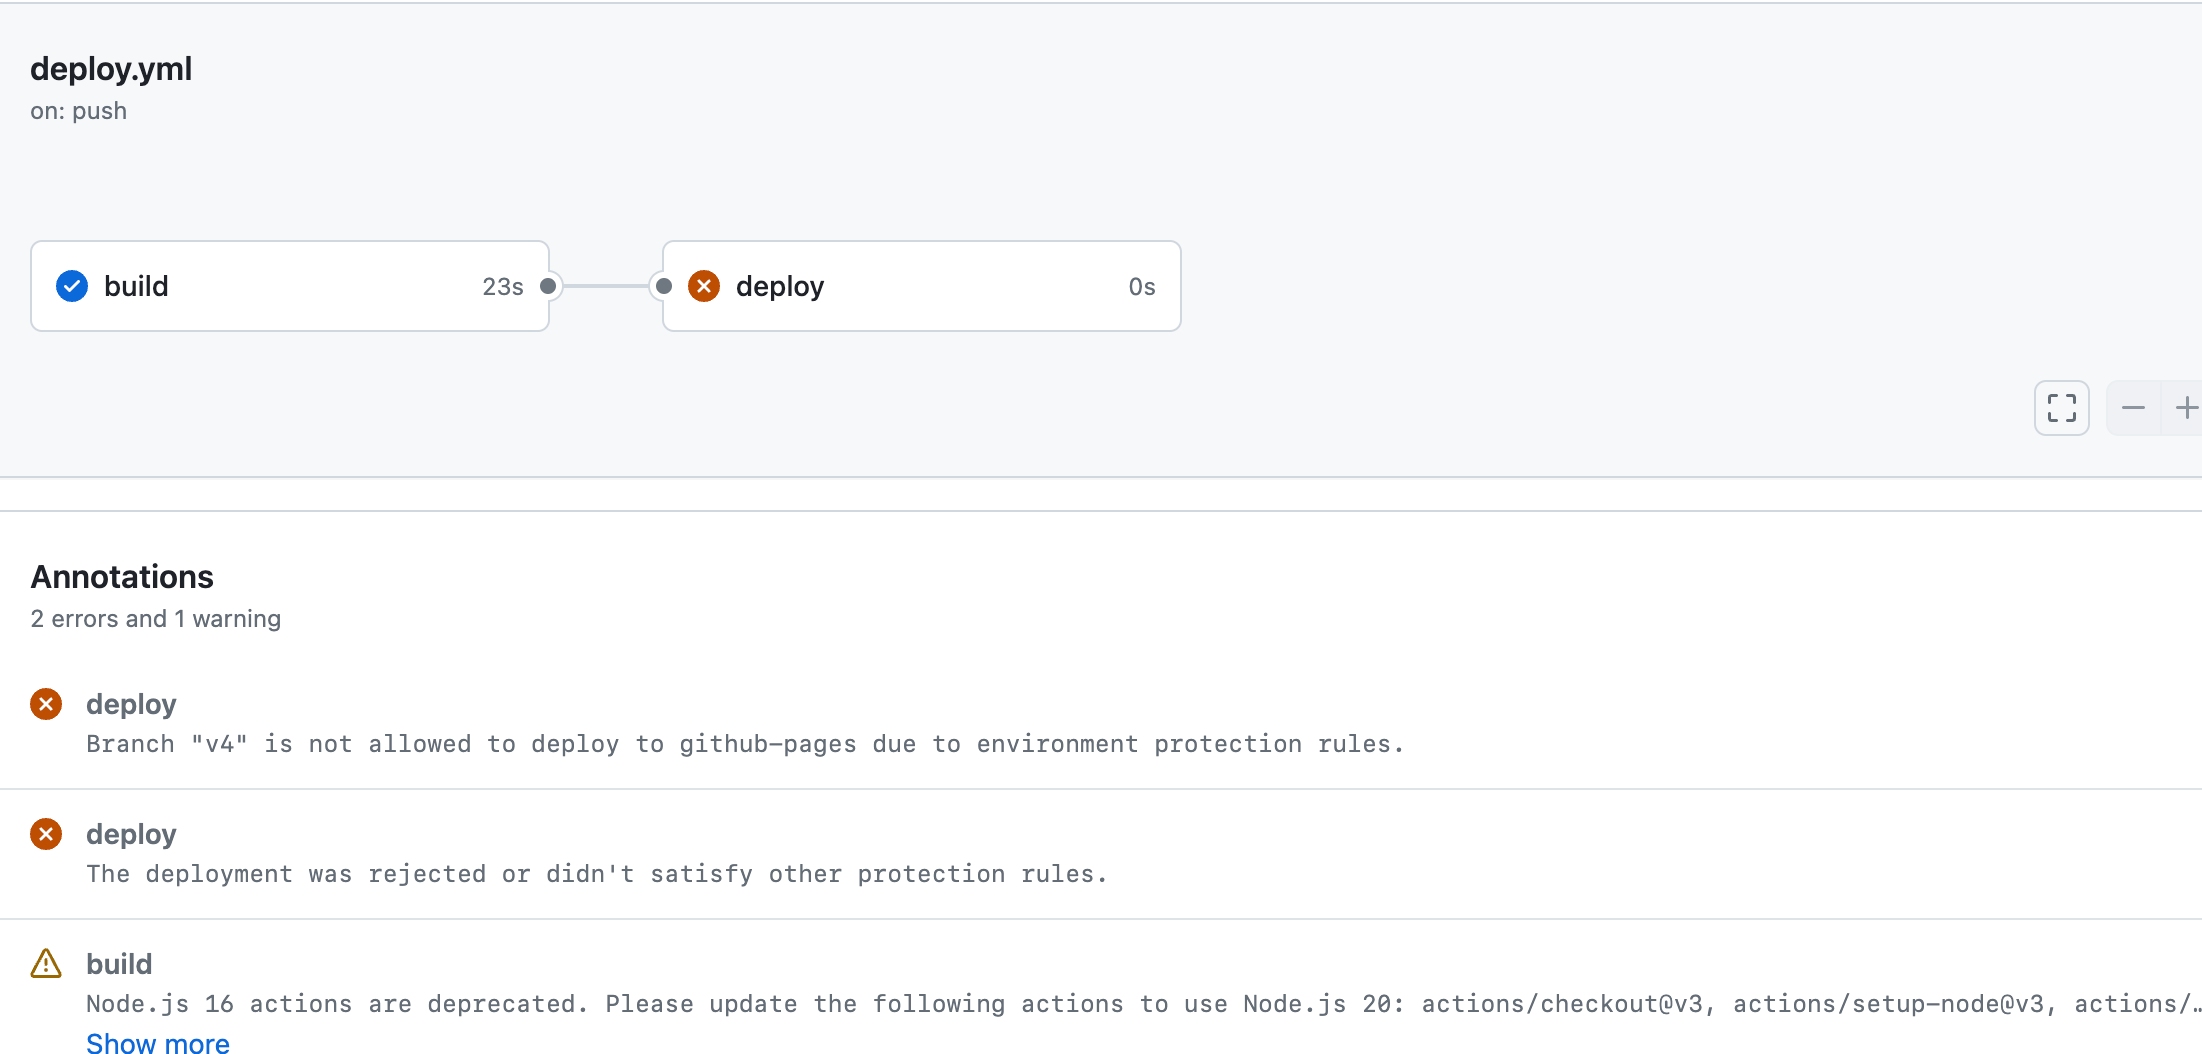 deploy.yml
on: push
build 23s deploy 0s
Annotations
2 errors and 1 warning
deploy
Branch "v4" is not allowed to deploy to github-pages due to environment protection rules.
deploy
The deployment was rejected or didn't satisfy other protection rules.
build
Node.js 16 actions are deprecated. Please update the following actions to use Node.js 20: actions/checkout@v3, actions/setup-node@v3, actions/…
Show more